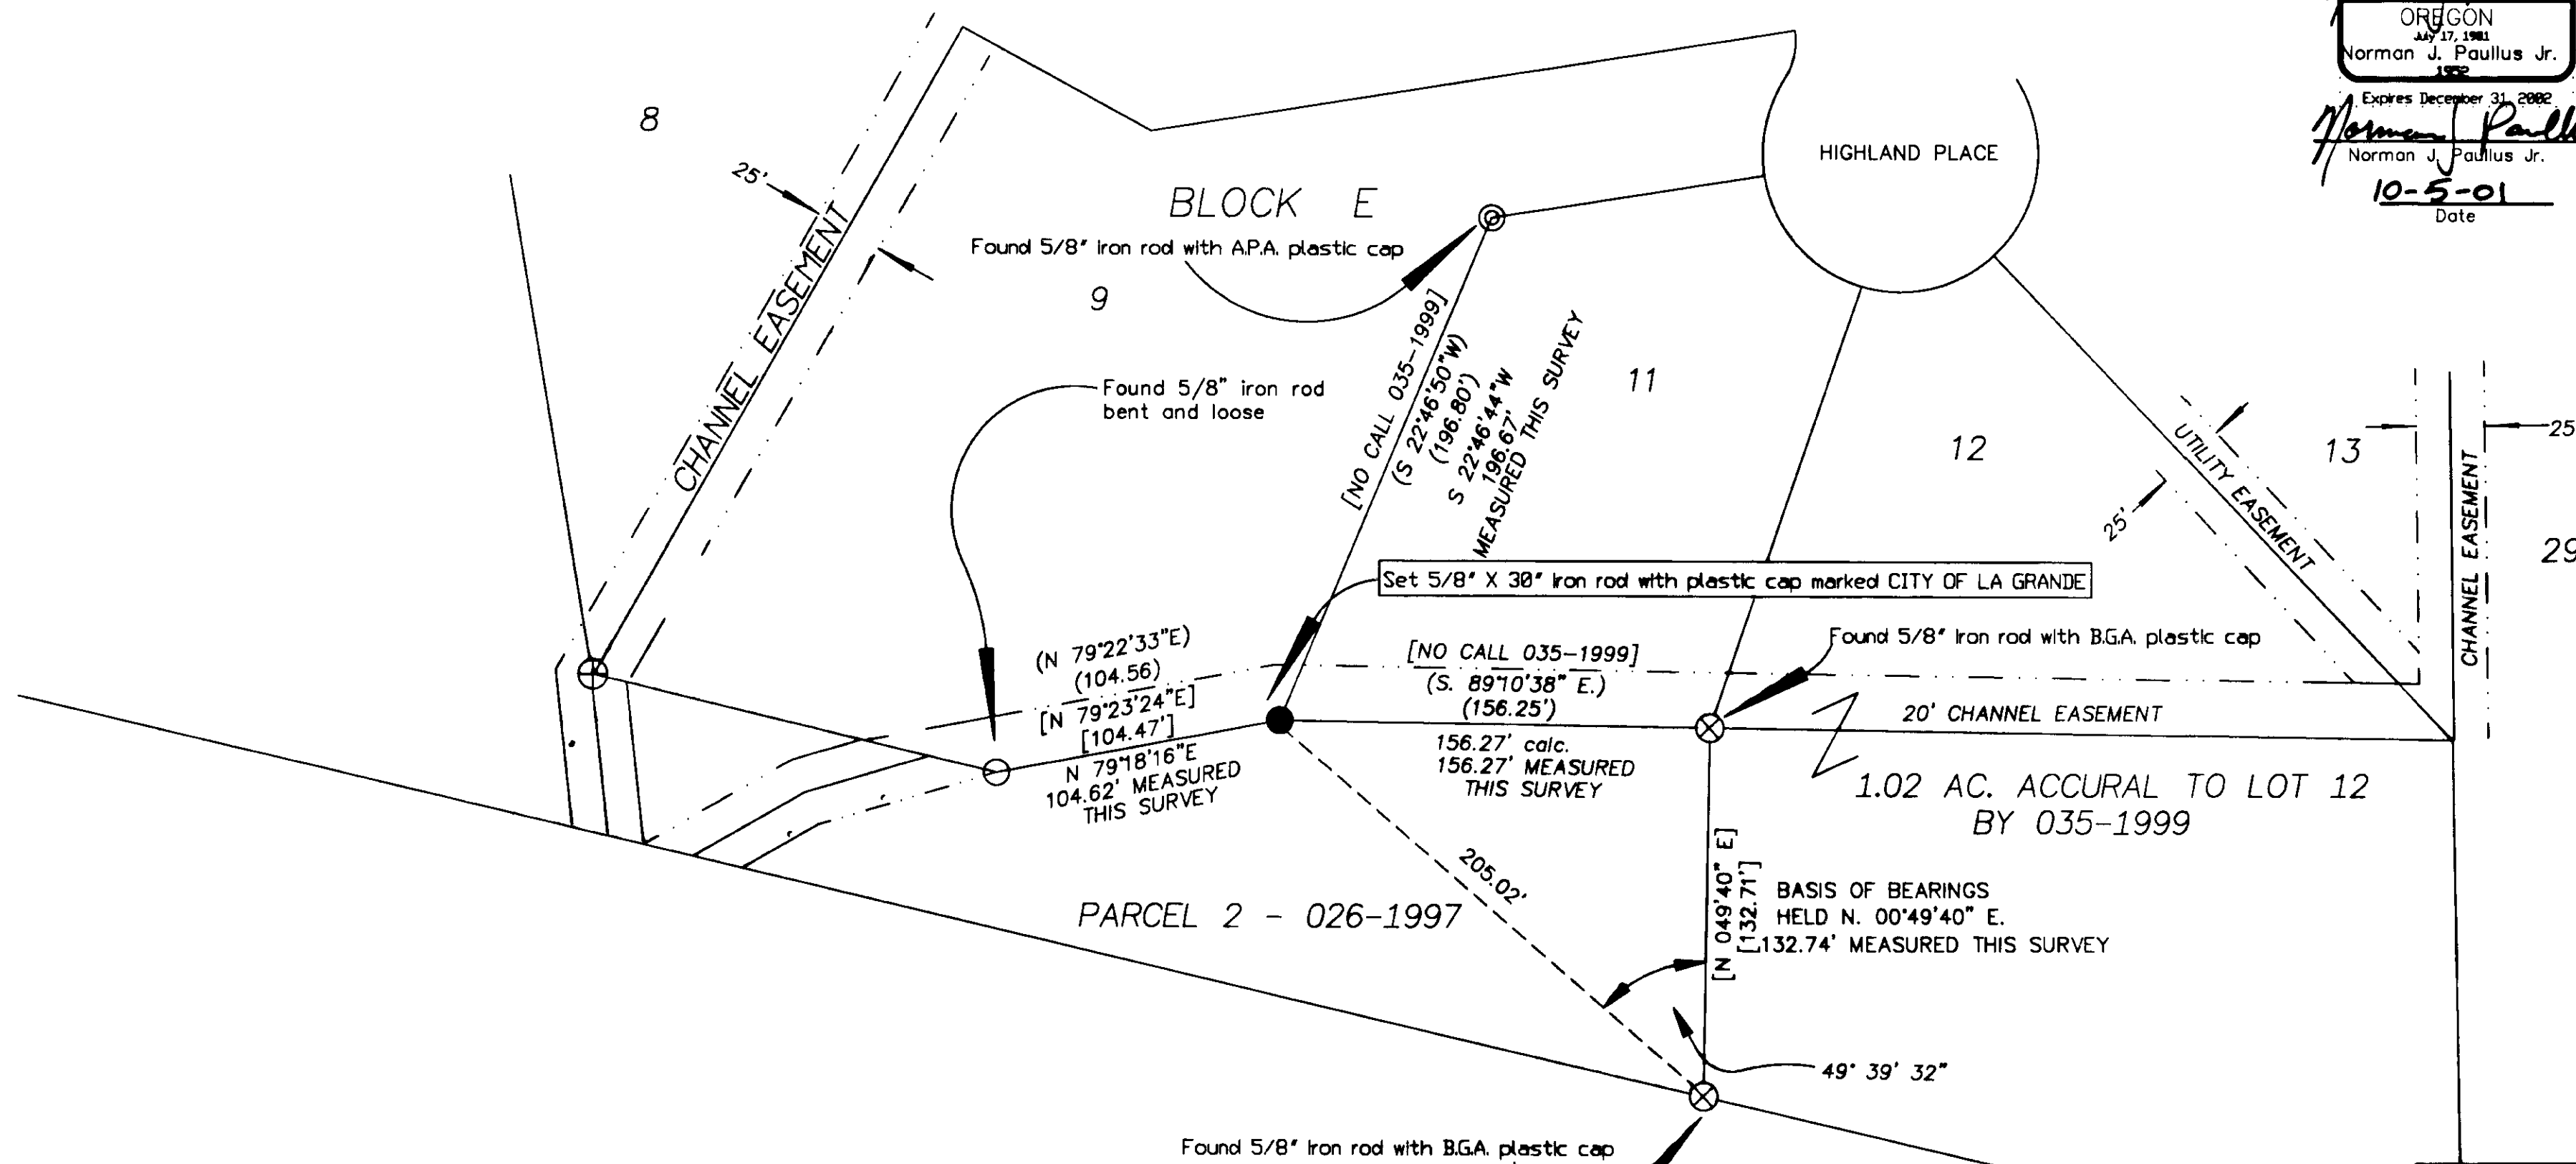 OREGON
July 17, 1981
Norman J. Paullus Jr.
1952
Expires December 31, 2002
Norman J. Paullus Jr.
10-5-01
Date
HIGHLAND PLACE
8
25'
CHANNEL EASEMENT
BLOCK E
Found 5/8" iron rod with A.P.A. plastic cap
9
Found 5/8" iron rod
bent and loose
[NO CALL 035-1999]
(S 22°46'50"W)
(196.80')
S 22°46'44"W
196.67'
MEASURED THIS SURVEY
11
12
UTILITY EASEMENT
25'
13
25
CHANNEL EASEMENT
29
Set 5/8" X 30" iron rod with plastic cap marked CITY OF LA GRANDE
Found 5/8" iron rod with B.G.A. plastic cap
(N 79°22'33"E)
(104.56)
[N 79°23'24"E]
[104.47']
N 79°18'16"E
104.62' MEASURED
THIS SURVEY
[NO CALL 035-1999]
(S. 89°10'38" E.)
(156.25')
156.27' calc.
156.27' MEASURED
THIS SURVEY
20' CHANNEL EASEMENT
1.02 AC. ACCURAL TO LOT 12
BY 035-1999
205.02'
PARCEL 2 - 026-1997
[N 0°49'40" E]
[132.71']
BASIS OF BEARINGS
HELD N. 00°49'40" E.
132.74' MEASURED THIS SURVEY
49° 39' 32"
Found 5/8" iron rod with B.G.A. plastic cap